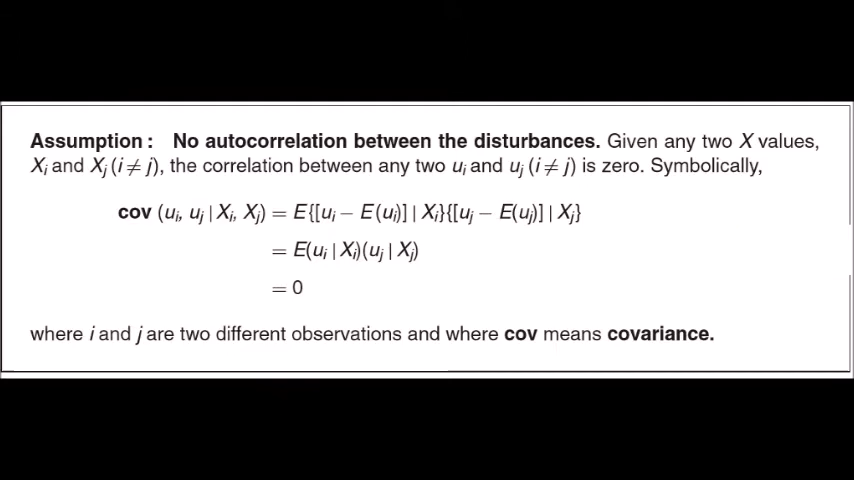 Assumption : No autocorrelation between the disturbances. Given any two X values,
Xᵢ and Xⱼ (i ≠ j), the correlation between any two uᵢ and uⱼ (i ≠ j) is zero. Symbolically,
cov (uᵢ, uⱼ | Xᵢ, Xⱼ) = E{[uᵢ − E(uᵢ)] | Xᵢ}{[uⱼ − E(uⱼ)] | Xⱼ}
= E(uᵢ | Xᵢ)(uⱼ | Xⱼ)
= 0
where i and j are two different observations and where cov means covariance.